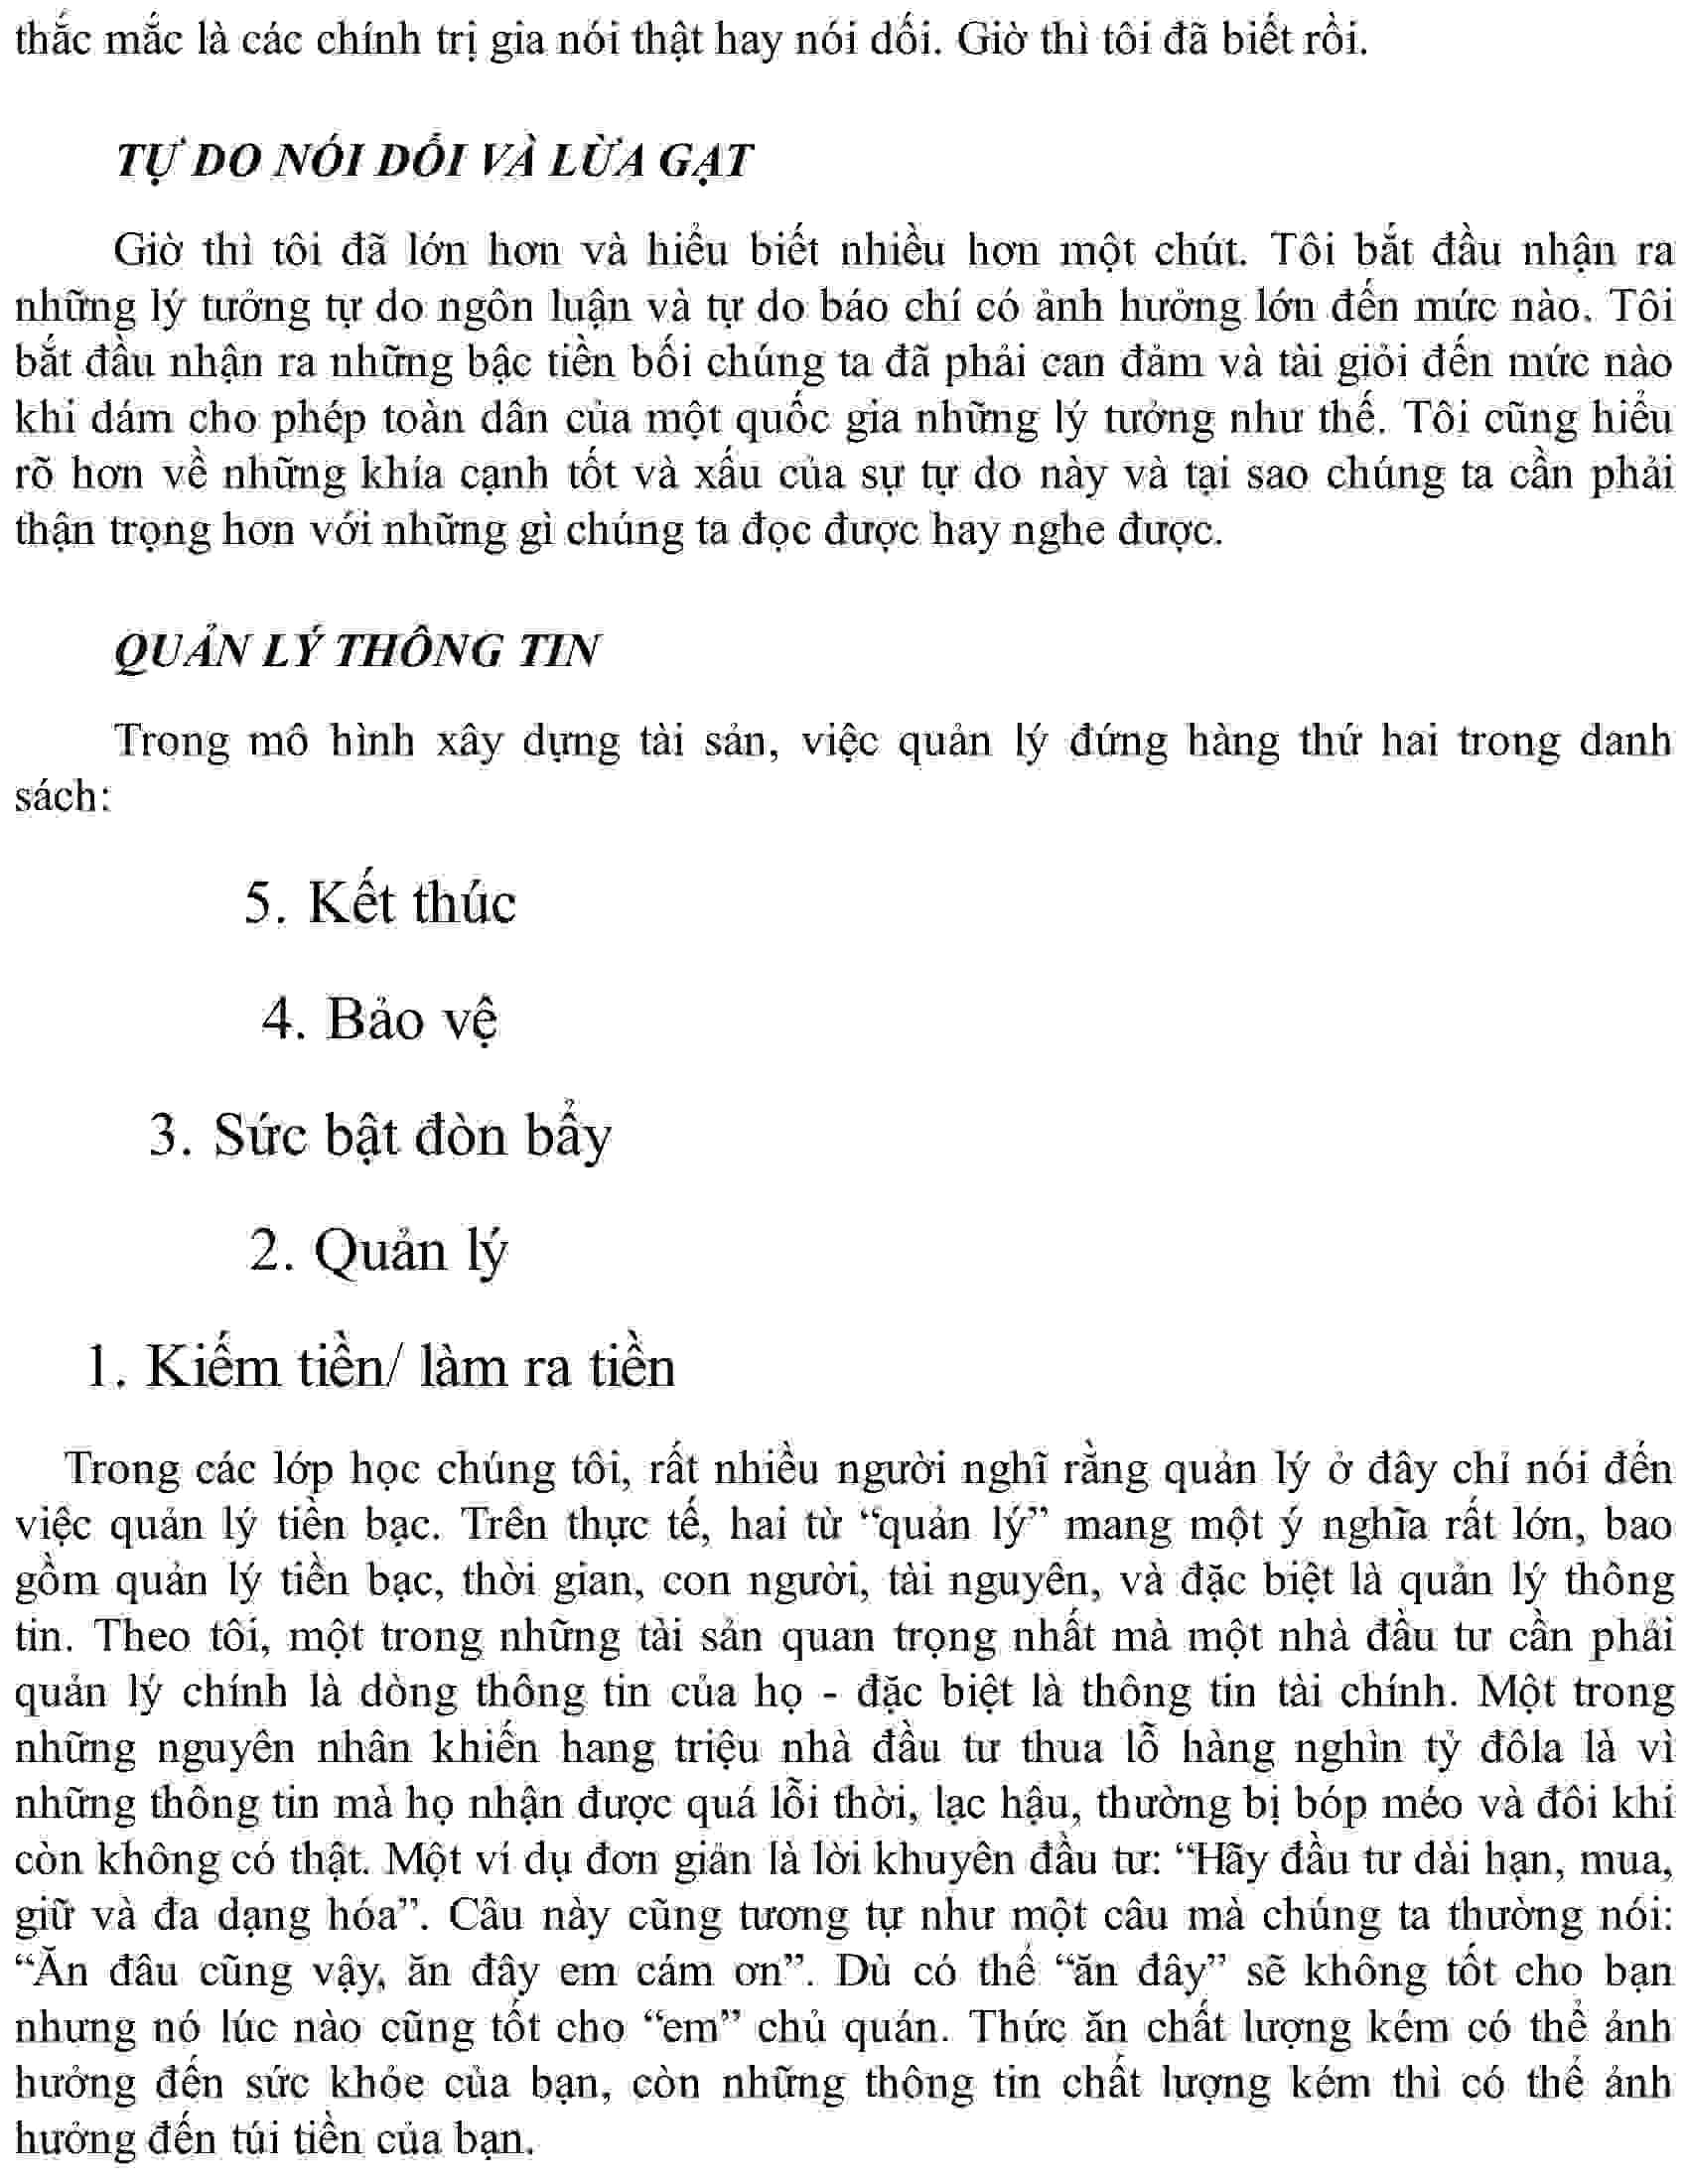 thắc mắc là các chính trị gia nói thật hay nói dối. Giờ thì tôi đã biết rồi.
TỰ DO NÓI DỐI VÀ LỪA GẠT
Giờ thì tôi đã lớn hơn và hiểu biết nhiều hơn một chút. Tôi bắt đầu nhận ra
những lý tưởng tự do ngôn luận và tự do báo chí có ảnh hưởng lớn đến mức nào. Tôi
bắt đầu nhận ra những bậc tiền bối chúng ta đã phải can đảm và tài giỏi đến mức nào
khi dám cho phép toàn dân của một quốc gia những lý tưởng như thế. Tôi cũng hiểu
rõ hơn về những khía cạnh tốt và xấu của sự tự do này và tại sao chúng ta cần phải
thận trọng hơn với những gì chúng ta đọc được hay nghe được.
QUẢN LÝ THÔNG TIN
Trong mô hình xây dựng tài sản, việc quản lý đứng hàng thứ hai trong danh
sách:
5. Kết thúc
4. Bảo vệ
3. Sức bật đòn bẩy
2. Quản lý
1. Kiếm tiền/ làm ra tiền
Trong các lớp học chúng tôi, rất nhiều người nghĩ rằng quản lý ở đây chỉ nói đến
việc quản lý tiền bạc. Trên thực tế, hai từ “quản lý” mang một ý nghĩa rất lớn, bao
gồm quản lý tiền bạc, thời gian, con người, tài nguyên, và đặc biệt là quản lý thông
tin. Theo tôi, một trong những tài sản quan trọng nhất mà một nhà đầu tư cần phải
quản lý chính là dòng thông tin của họ - đặc biệt là thông tin tài chính. Một trong
những nguyên nhân khiến hang triệu nhà đầu tư thua lỗ hàng nghìn tỷ đôla là vì
những thông tin mà họ nhận được quá lỗi thời, lạc hậu, thường bị bóp méo và đôi khi
còn không có thật. Một ví dụ đơn giản là lời khuyên đầu tư: “Hãy đầu tư dài hạn, mua,
giữ và đa dạng hóa”. Câu này cũng tương tự như một câu mà chúng ta thường nói:
“Ăn đâu cũng vậy, ăn đây em cám ơn”. Dù có thể “ăn đây” sẽ không tốt cho bạn
nhưng nó lúc nào cũng tốt cho “em” chủ quán. Thức ăn chất lượng kém có thể ảnh
hưởng đến sức khỏe của bạn, còn những thông tin chất lượng kém thì có thể ảnh
hưởng đến túi tiền của bạn.